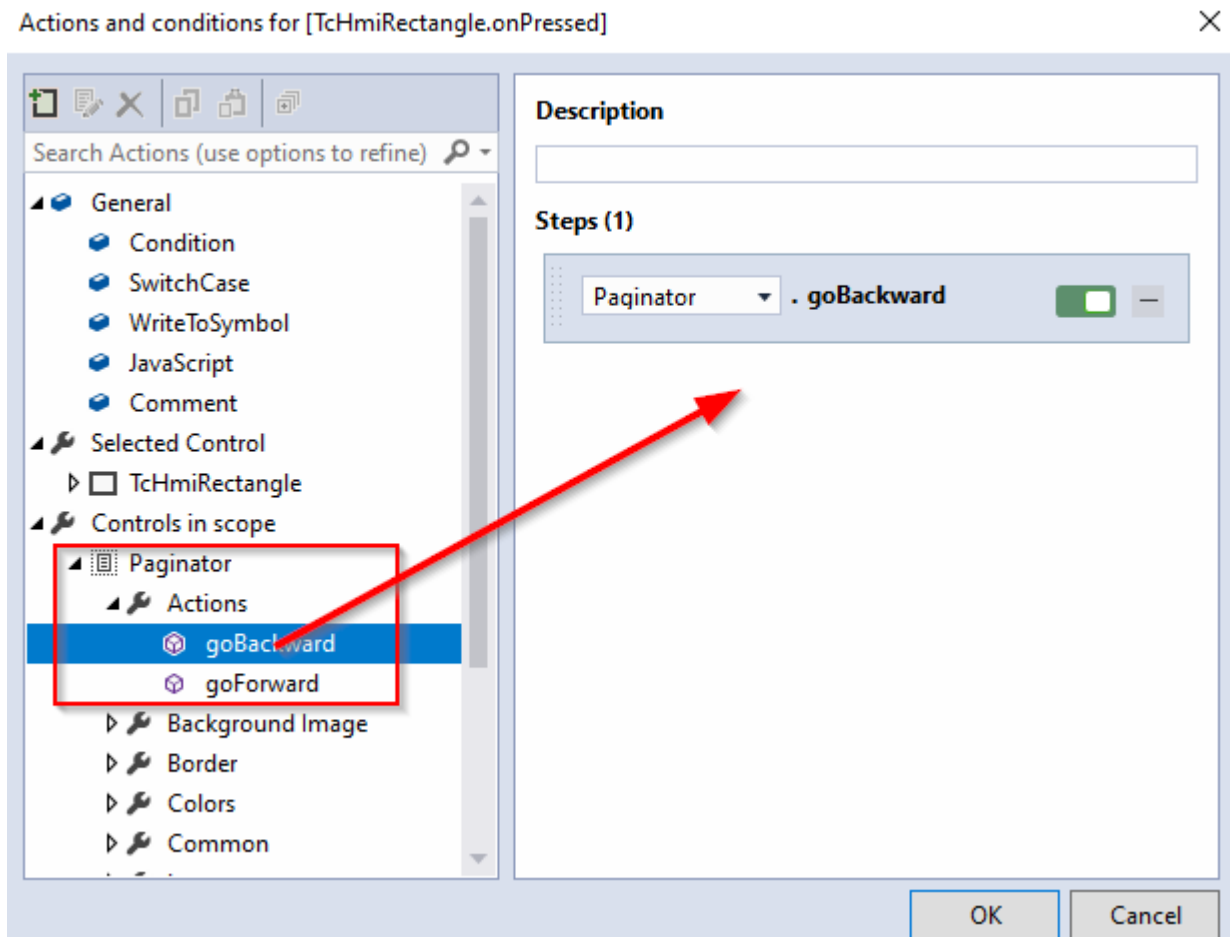 Actions and conditions for [TcHmiRectangle.onPressed]
Search Actions (use options to refine)
General
Condition
SwitchCase
WriteToSymbol
JavaScript
Comment
Selected Control
TcHmiRectangle
Controls in scope
Paginator
Actions
goBackward
goForward
Background Image
Border
Colors
Common
Description
Steps (1)
Paginator . goBackward
OK Cancel